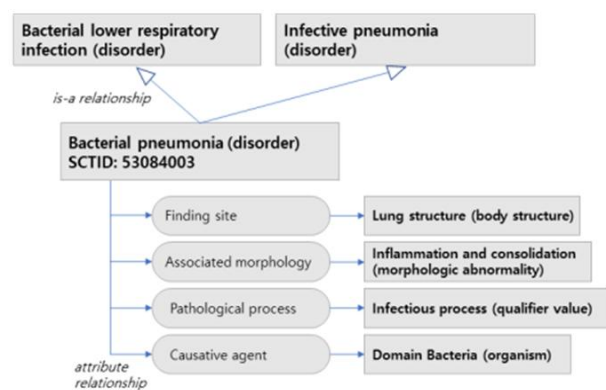 Bacterial lower respiratory
infection (disorder)
Infective pneumonia
(disorder)
is-a relationship
Bacterial pneumonia (disorder)
SCTID: 53084003
Finding site
Lung structure (body structure)
Associated morphology
Inflammation and consolidation
(morphologic abnormality)
Pathological process
Infectious process (qualifier value)
Causative agent
Domain Bacteria (organism)
attribute
relationship